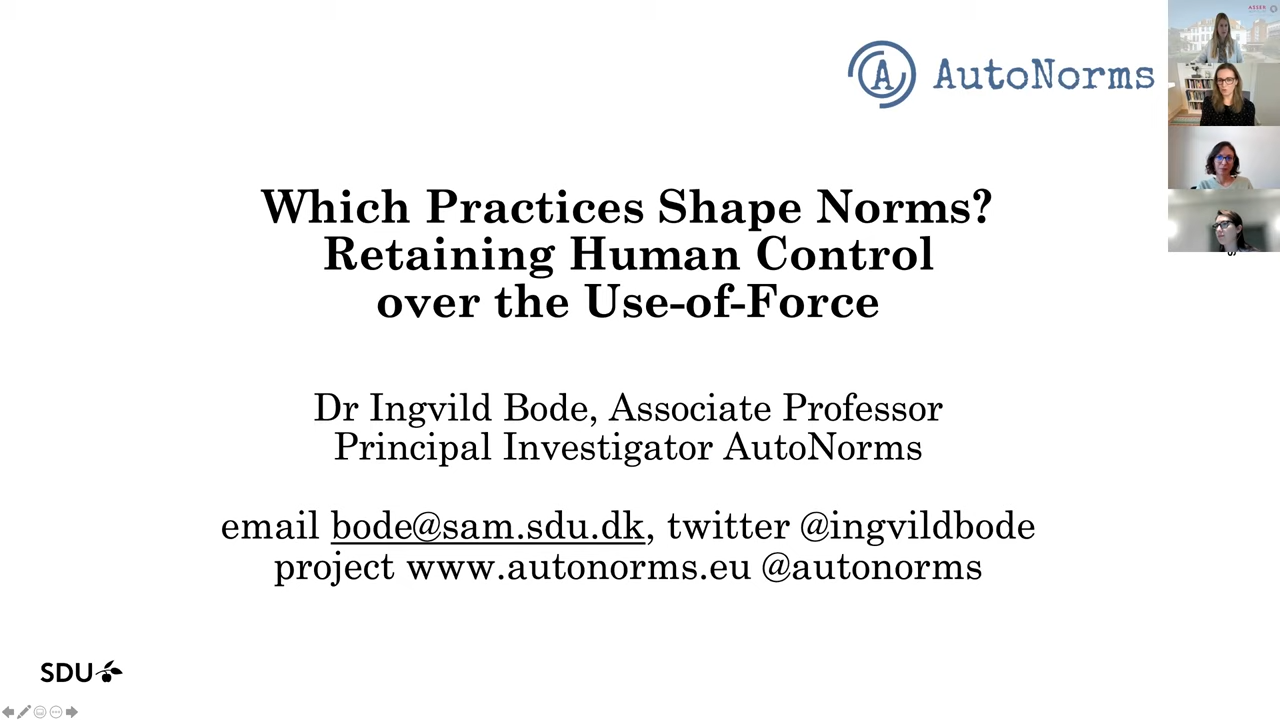 ASSER
A AutoNorms
Which Practices Shape Norms?
Retaining Human Control
over the Use-of-Force
Dr Ingvild Bode, Associate Professor
Principal Investigator AutoNorms
email bode@sam.sdu.dk, twitter @ingvildbode
project www.autonorms.eu @autonorms
SDU